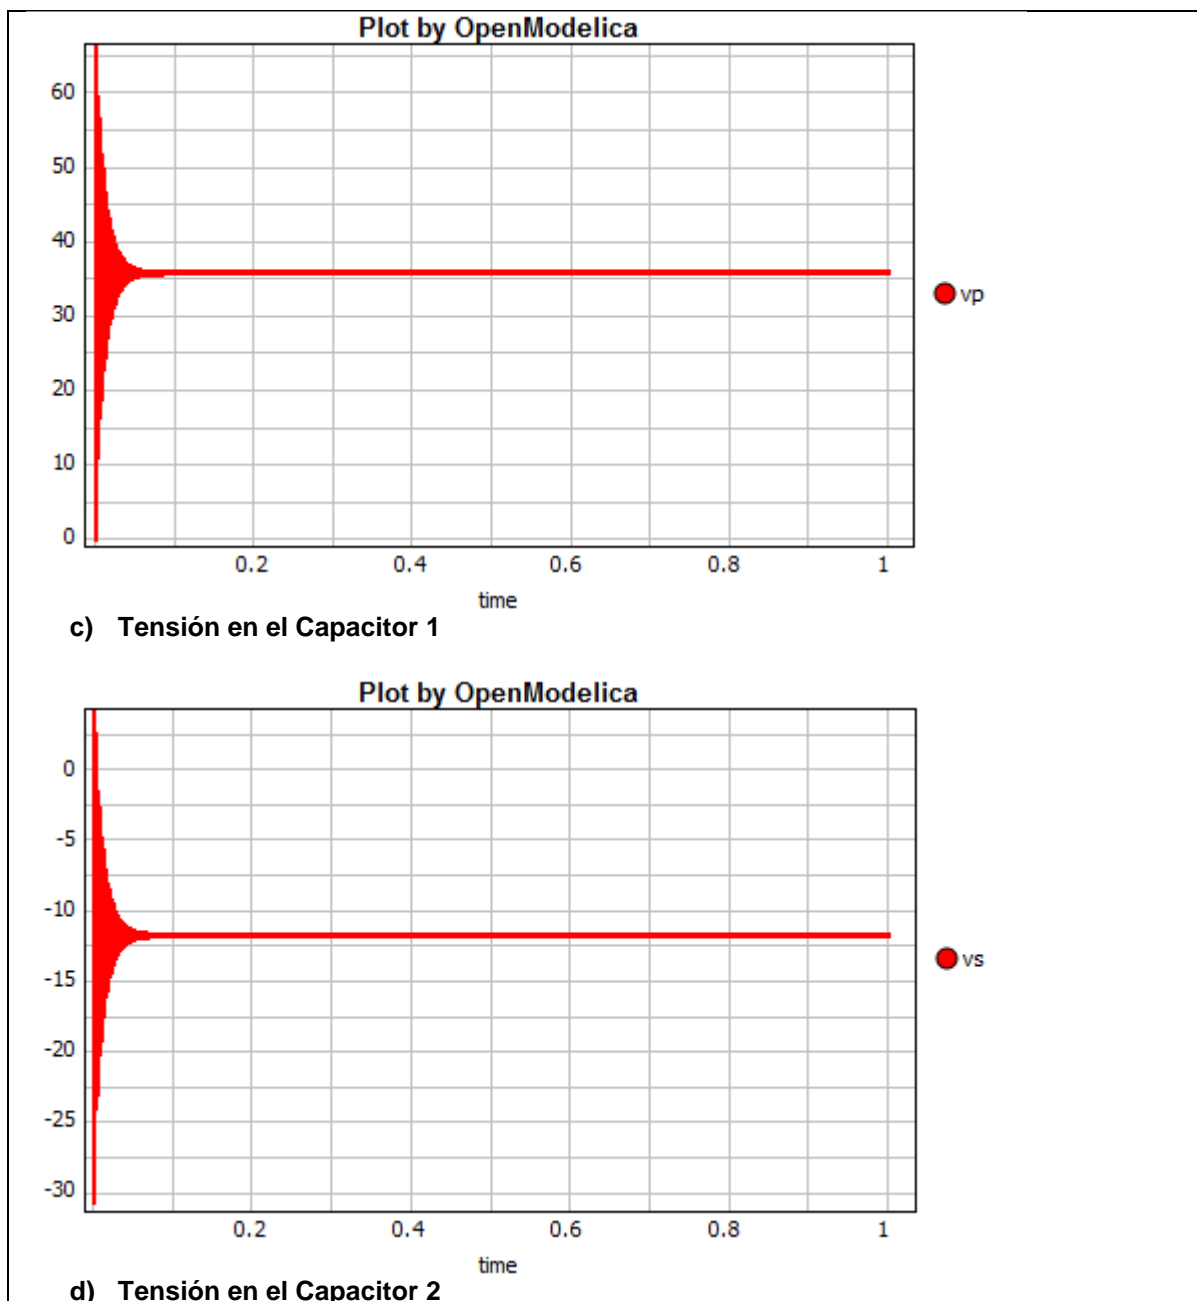 Plot by OpenModelica
60
50
40
30
20
10
0
vp
0.2 0.4 0.6 0.8 1
time
c) Tensión en el Capacitor 1
Plot by OpenModelica
0
-5
-10
-15
-20
-25
-30
vs
0.2 0.4 0.6 0.8 1
time
d) Tensión en el Capacitor 2